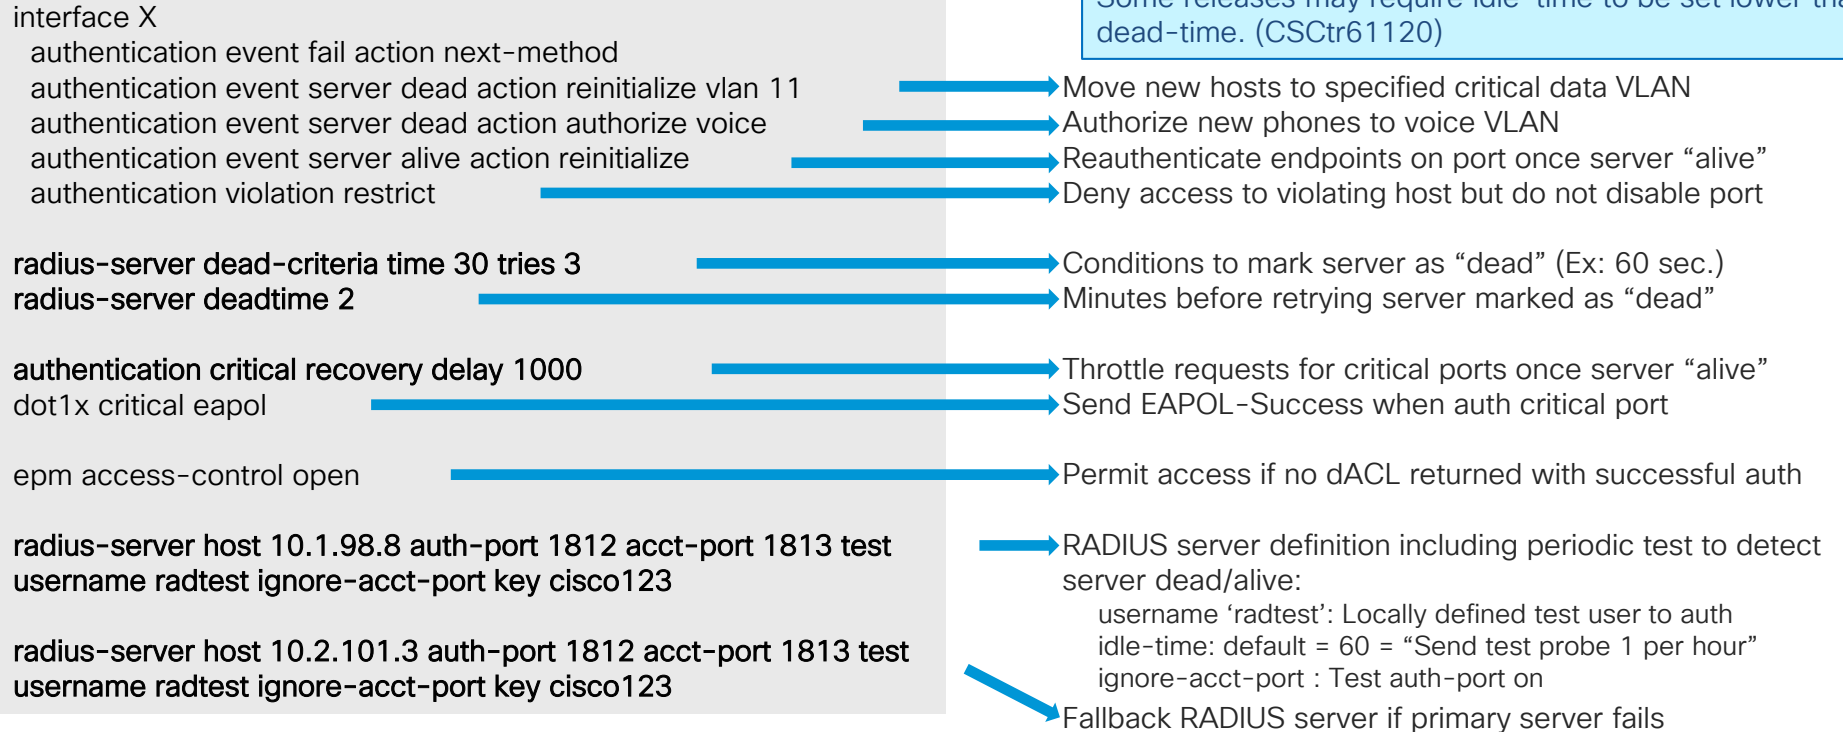 Some releases may require idle-time to be set lower
dead-time. (CSCtr61120)
interface X
authentication event fail action next-method
authentication event server dead action reinitialize vlan 11
Move new hosts to specified critical data VLAN
authentication event server dead action authorize voice
Authorize new phones to voice VLAN
authentication event server alive action reinitialize
Reauthenticate endpoints on port once server “alive”
authentication violation restrict
Deny access to violating host but do not disable port
radius-server dead-criteria time 30 tries 3
Conditions to mark server as “dead” (Ex: 60 sec.)
radius-server deadtime 2
Minutes before retrying server marked as “dead”
authentication critical recovery delay 1000
Throttle requests for critical ports once server “alive”
dot1x critical eapol
Send EAPOL-Success when auth critical port
epm access-control open
Permit access if no dACL returned with successful auth
radius-server host 10.1.98.8 auth-port 1812 acct-port 1813 test
username radtest ignore-acct-port key cisco123
RADIUS server definition including periodic test to detect
server dead/alive:
username ‘radtest’: Locally defined test user to auth
idle-time: default = 60 = “Send test probe 1 per hour”
ignore-acct-port : Test auth-port on
radius-server host 10.2.101.3 auth-port 1812 acct-port 1813 test
username radtest ignore-acct-port key cisco123
Fallback RADIUS server if primary server fails